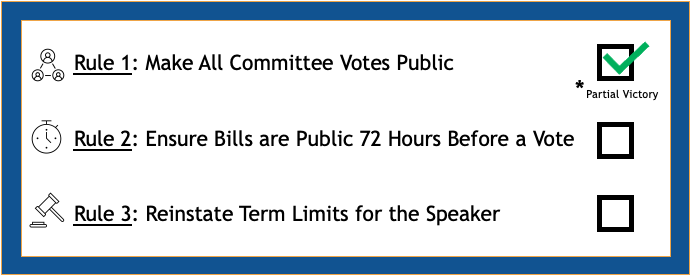 Rule 1: Make All Committee Votes Public
* Partial Victory
Rule 2: Ensure Bills are Public 72 Hours Before a Vote
Rule 3: Reinstate Term Limits for the Speaker